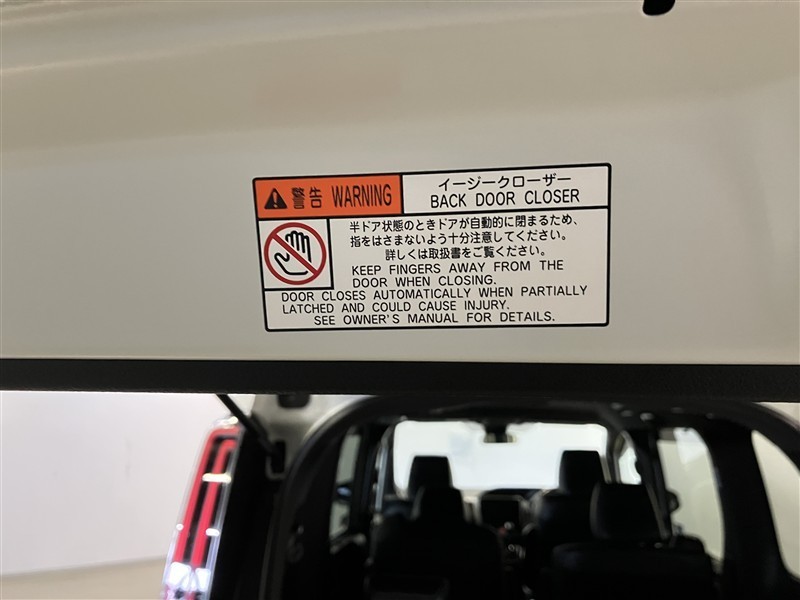 警告 WARNING
イージークローザー
BACK DOOR CLOSER
半ドア状態のときドアが自動的に閉まるため、
指をはさまないよう十分注意してください。
詳しくは取扱書をご覧ください。
KEEP FINGERS AWAY FROM THE
DOOR WHEN CLOSING.
DOOR CLOSES AUTOMATICALLY WHEN PARTIALLY
LATCHED AND COULD CAUSE INJURY.
SEE OWNER'S MANUAL FOR DETAILS.